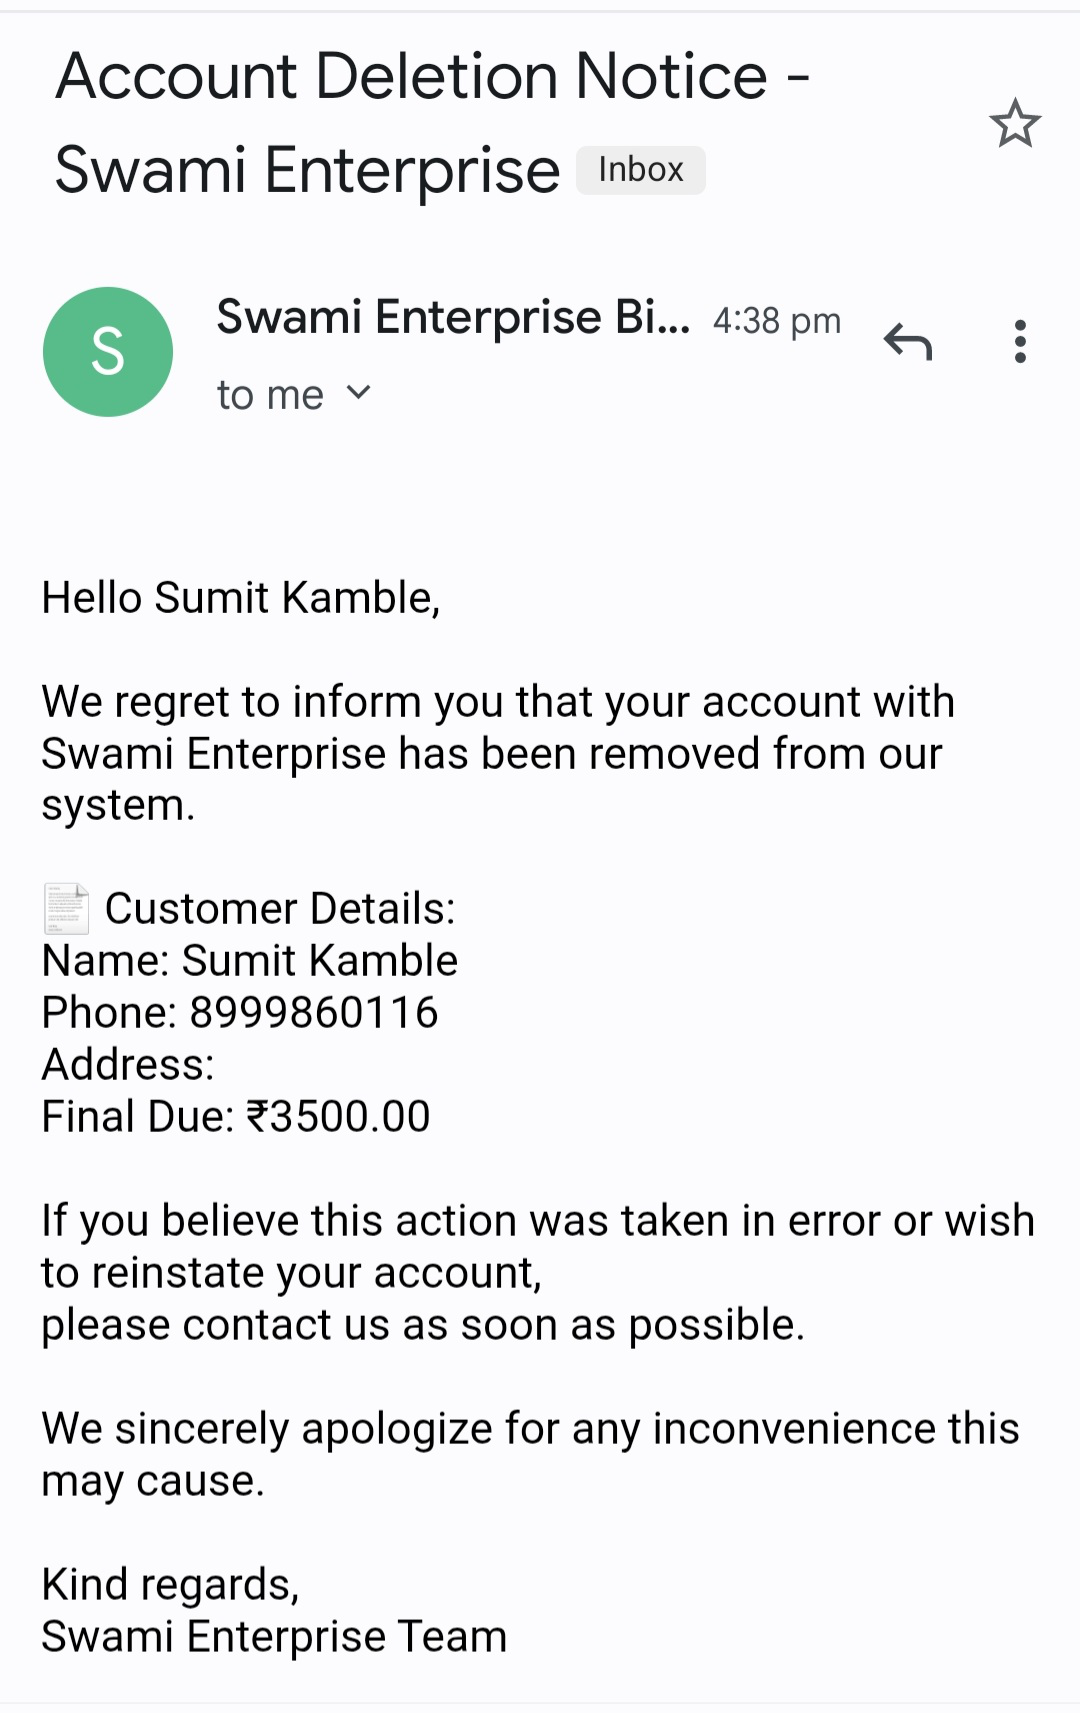 Account Deletion Notice -
Swami Enterprise Inbox
S
Swami Enterprise Bi... 4:38 pm
to me
Hello Sumit Kamble,
We regret to inform you that your account with
Swami Enterprise has been removed from our
system.
Customer Details:
Name: Sumit Kamble
Phone: 8999860116
Address:
Final Due: ₹3500.00
If you believe this action was taken in error or wish
to reinstate your account,
please contact us as soon as possible.
We sincerely apologize for any inconvenience this
may cause.
Kind regards,
Swami Enterprise Team